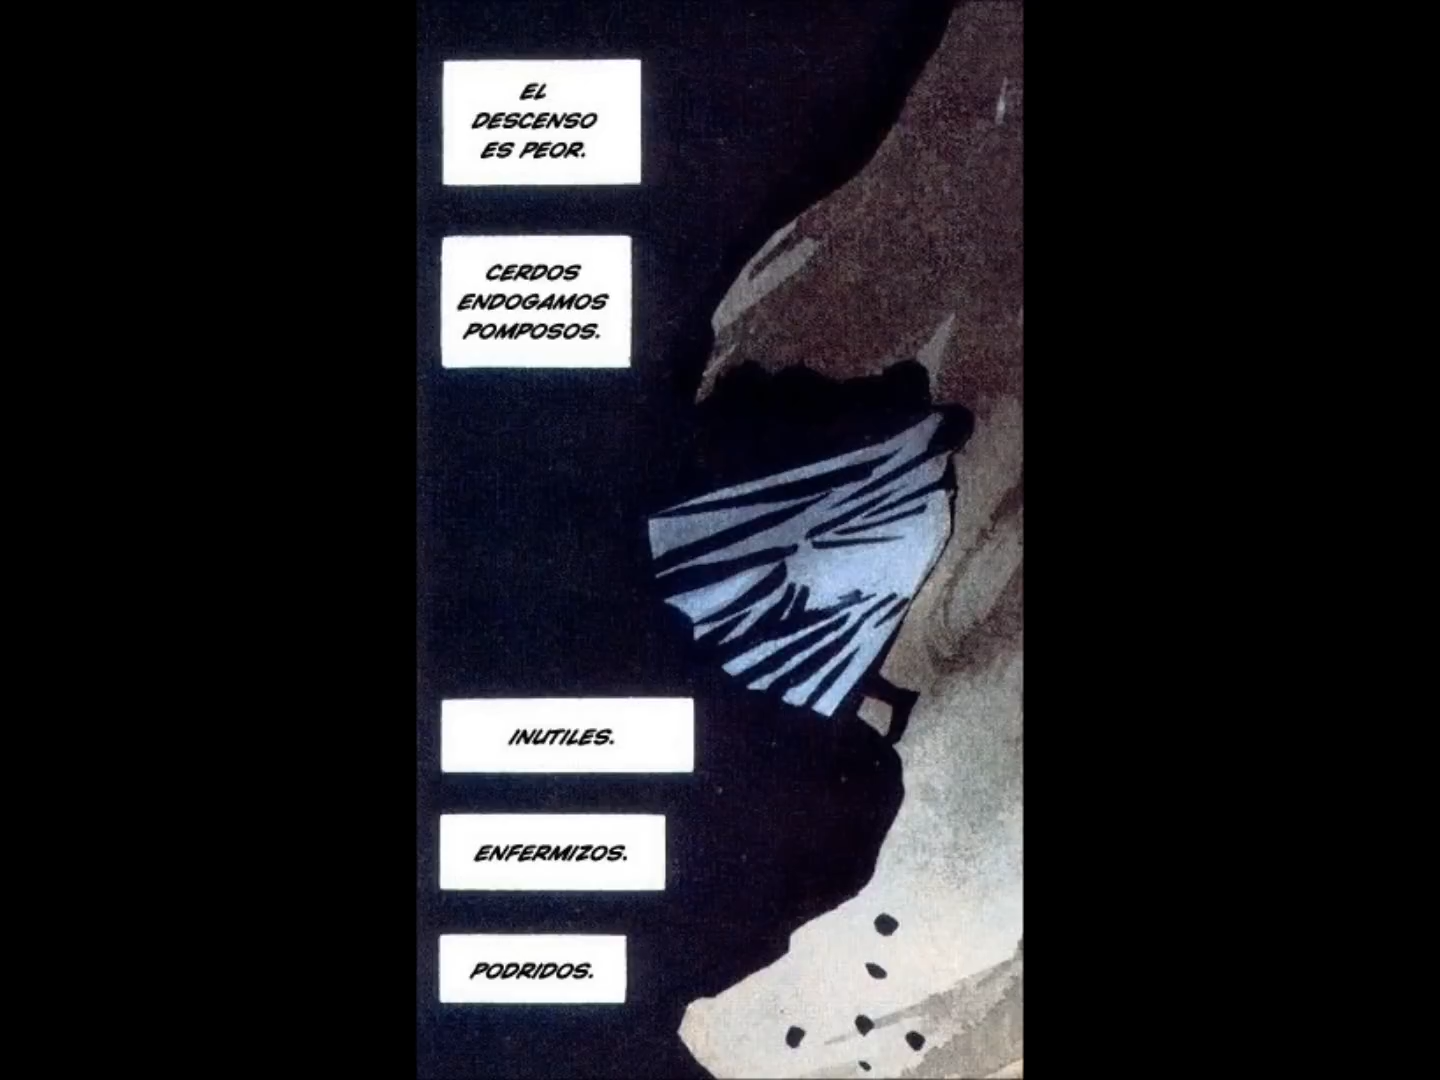 EL
DESCENSO
ES PEOR.
CERDOS
ENDOGAMOS
POMPOSOS.
INUTILES.
ENFERMIZOS.
PODRIDOS.